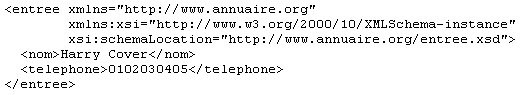 <entree xmlns="http://www.annuaire.org"
        xmlns:xsi="http://www.w3.org/2000/10/XMLSchema-instance"
        xsi:schemaLocation="http://www.annuaire.org/entree.xsd">
  <nom>Harry Cover</nom>
  <telephone>0102030405</telephone>
</entree>